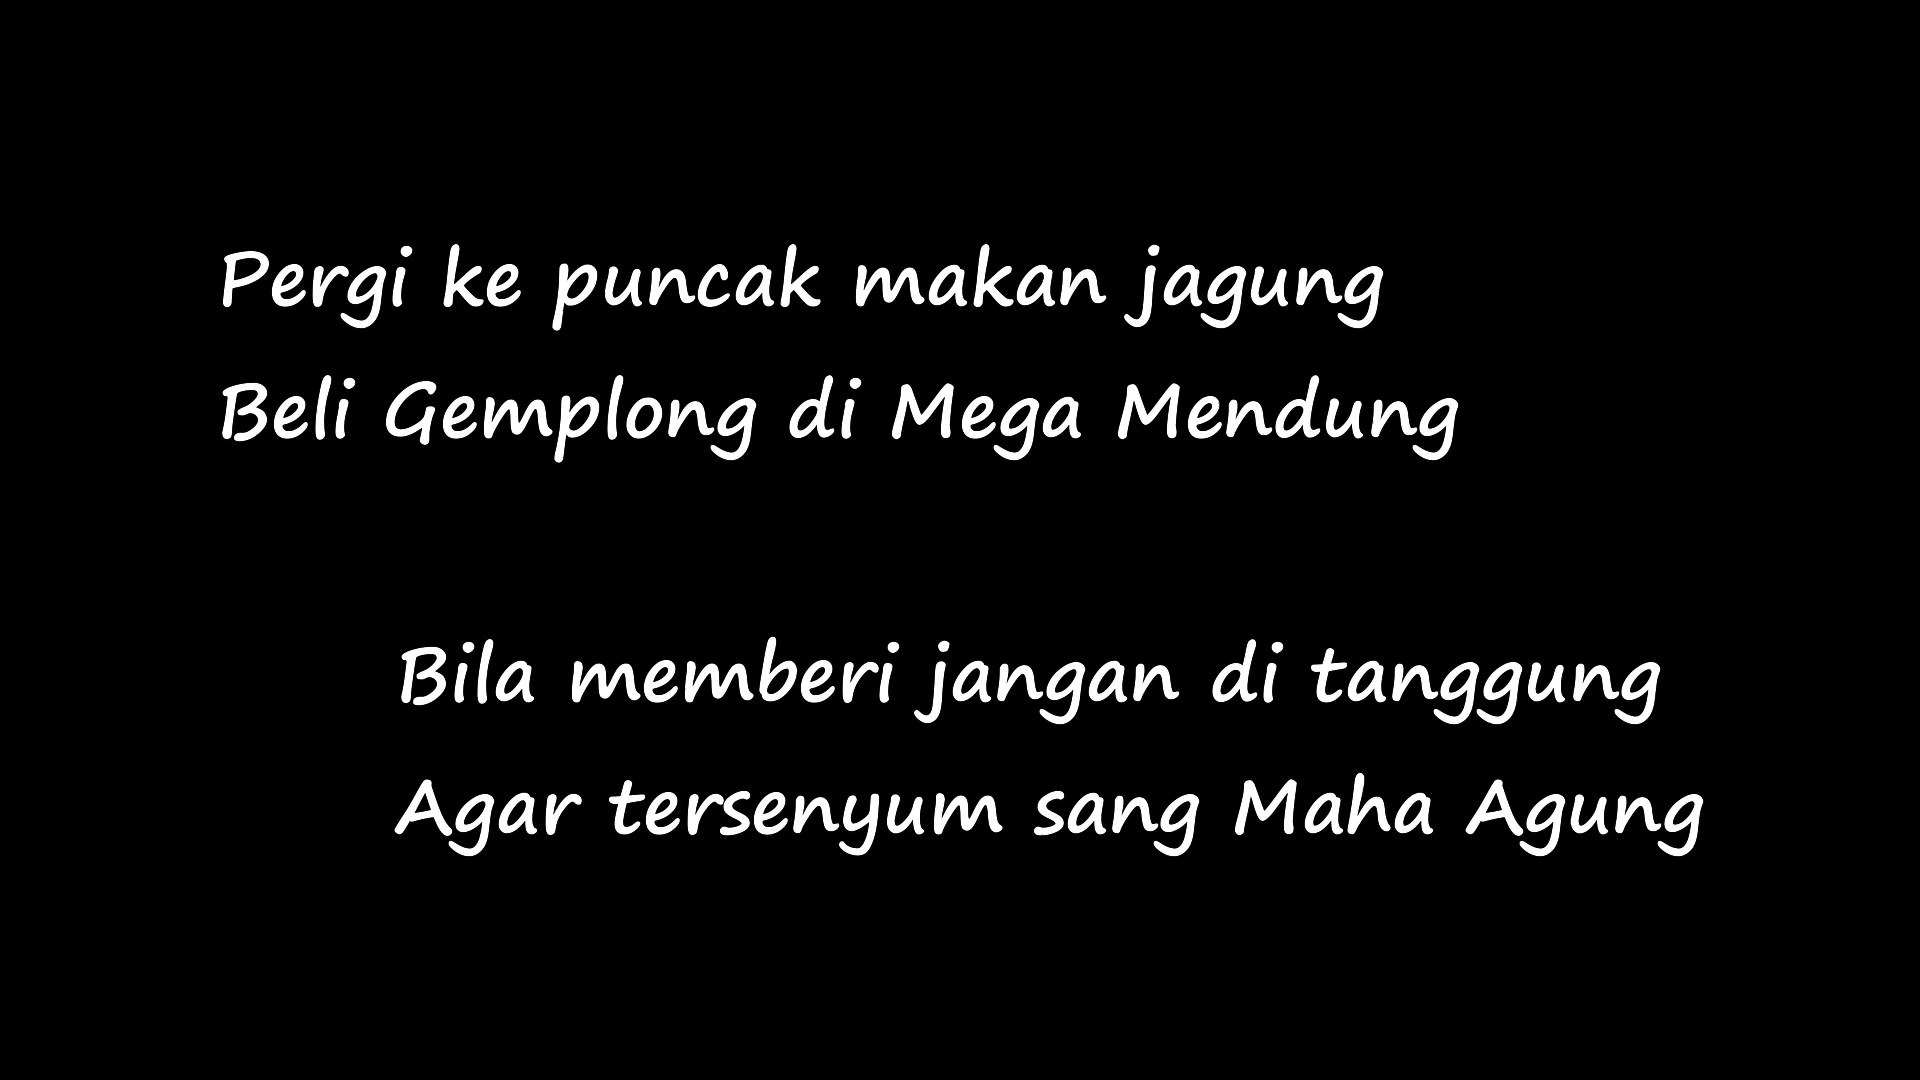 Pergi ke puncak makan jagung
Beli Gemplong di Mega Mendung
Bila memberi jangan di tanggung
Agar tersenyum sang Maha Agung